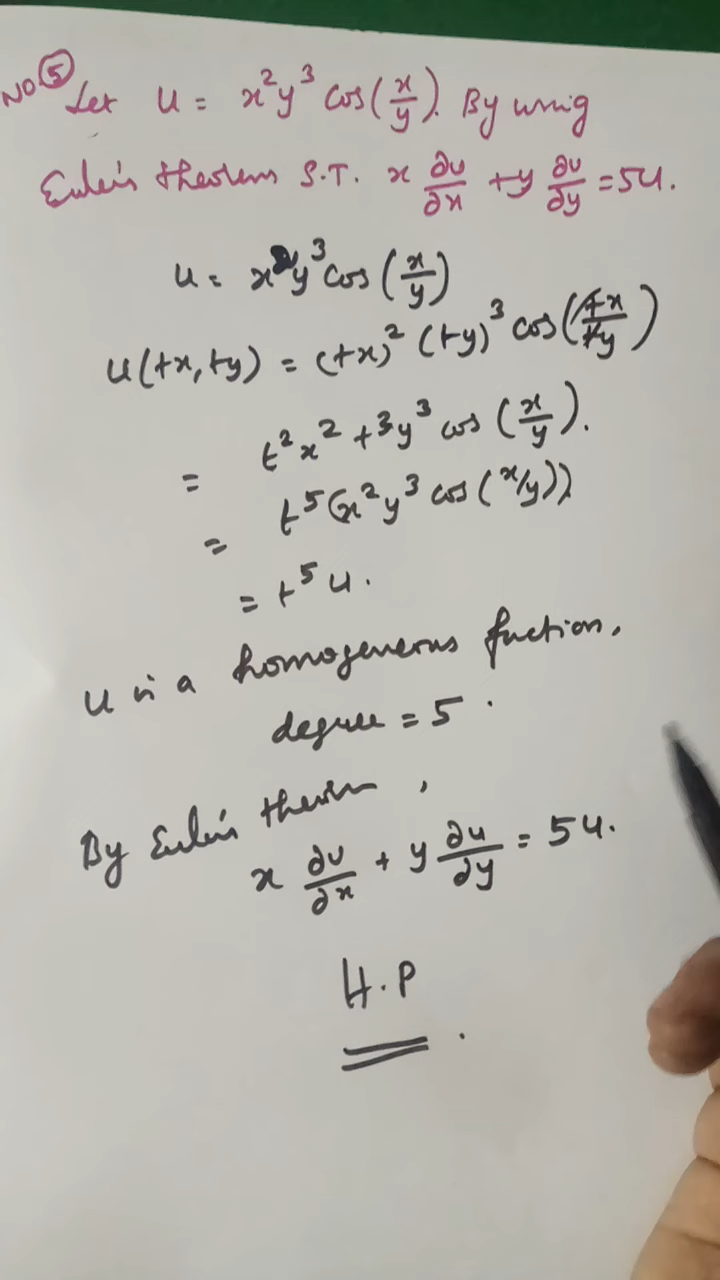 NO (5) Let u = x²y³ cos(x/y). By using
Euler's theorem S.T. x ∂u/∂x + y ∂u/∂y = 5u.
u = x²y³ cos (x/y)
u(tx, ty) = (tx)² (ty)³ cos(tx/ty)
= t²x² t³y³ cos (x/y).
= t⁵(x²y³ cos(x/y))
= t⁵u.
u is a homogeneous function.
degree = 5.
By Euler's theorem,
x ∂u/∂x + y ∂u/∂y = 5u.
H.P.